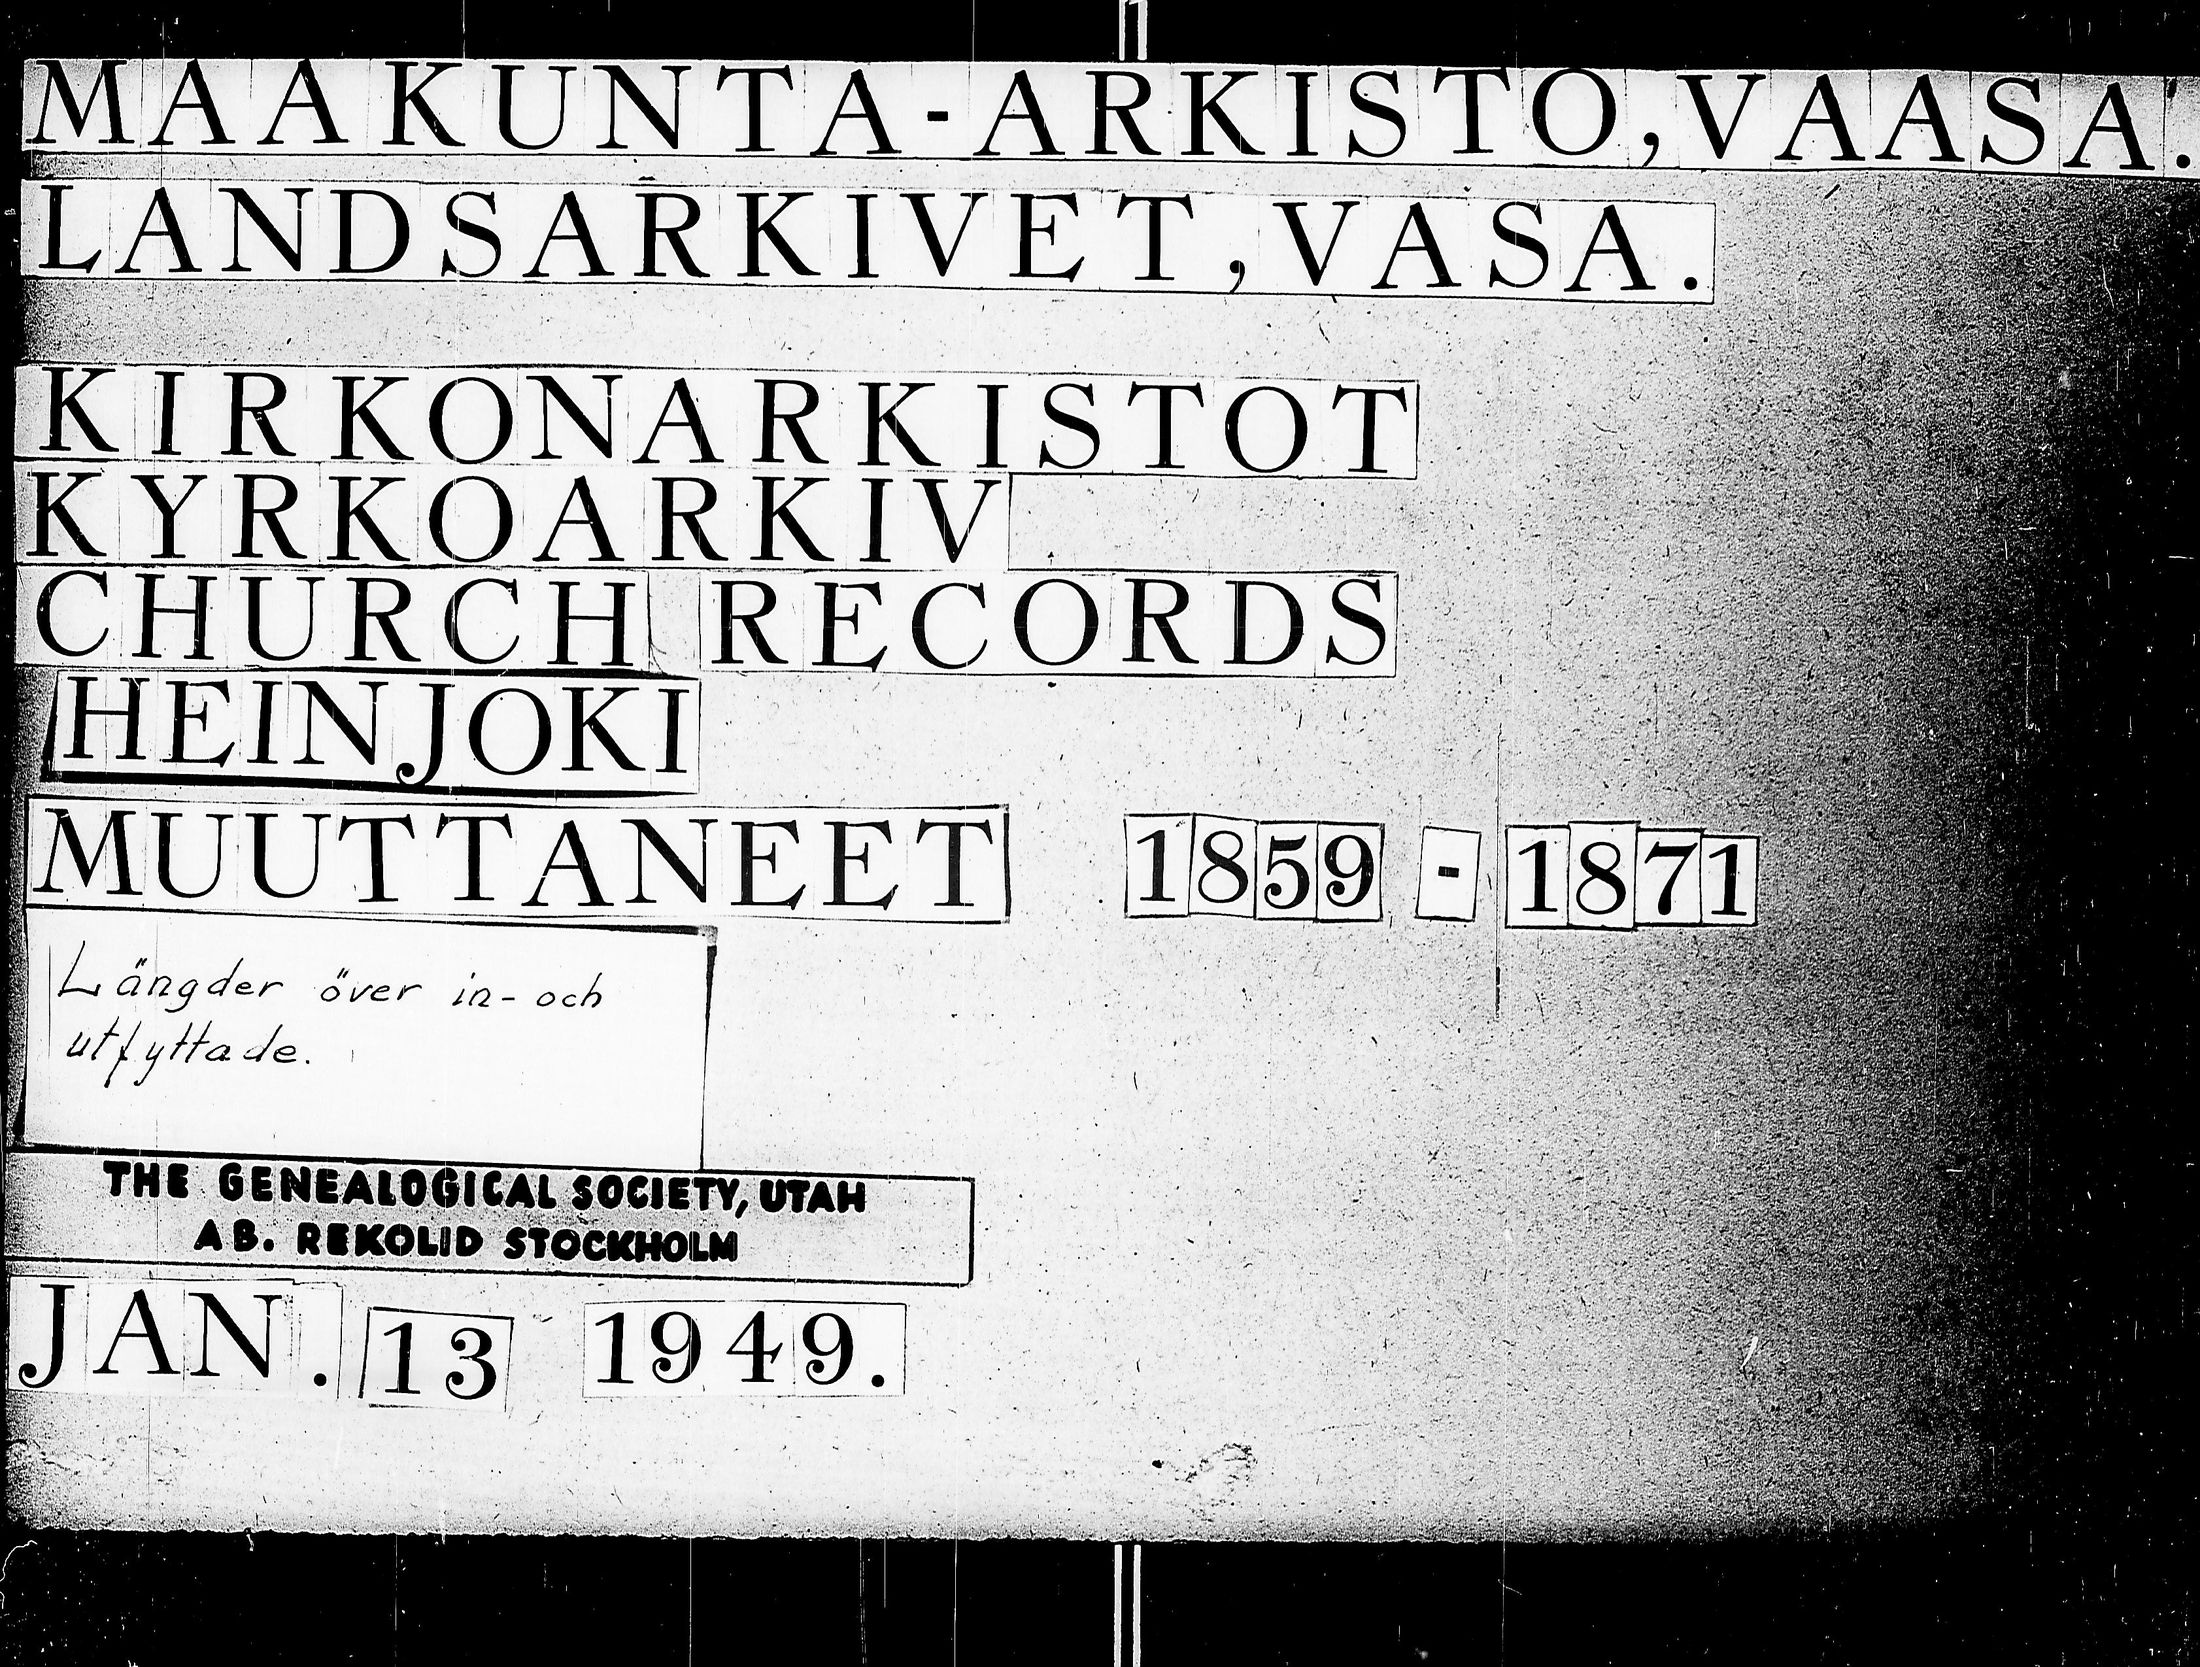 MAAKUNTA-ARKISTO, VAASA.
LANDSARKIVET, VASA.
KIRKONARKISTOT
KYRKOARKIV
CHURCH RECORDS
HEINJOKI
MUUTTANEET 1859 - 1871
Längder över in- och
utfyttade.
THE GENEALOGICAL SOCIETY, UTAH
AB. REKOLID STOCKHOLM
JAN. 13 1949.